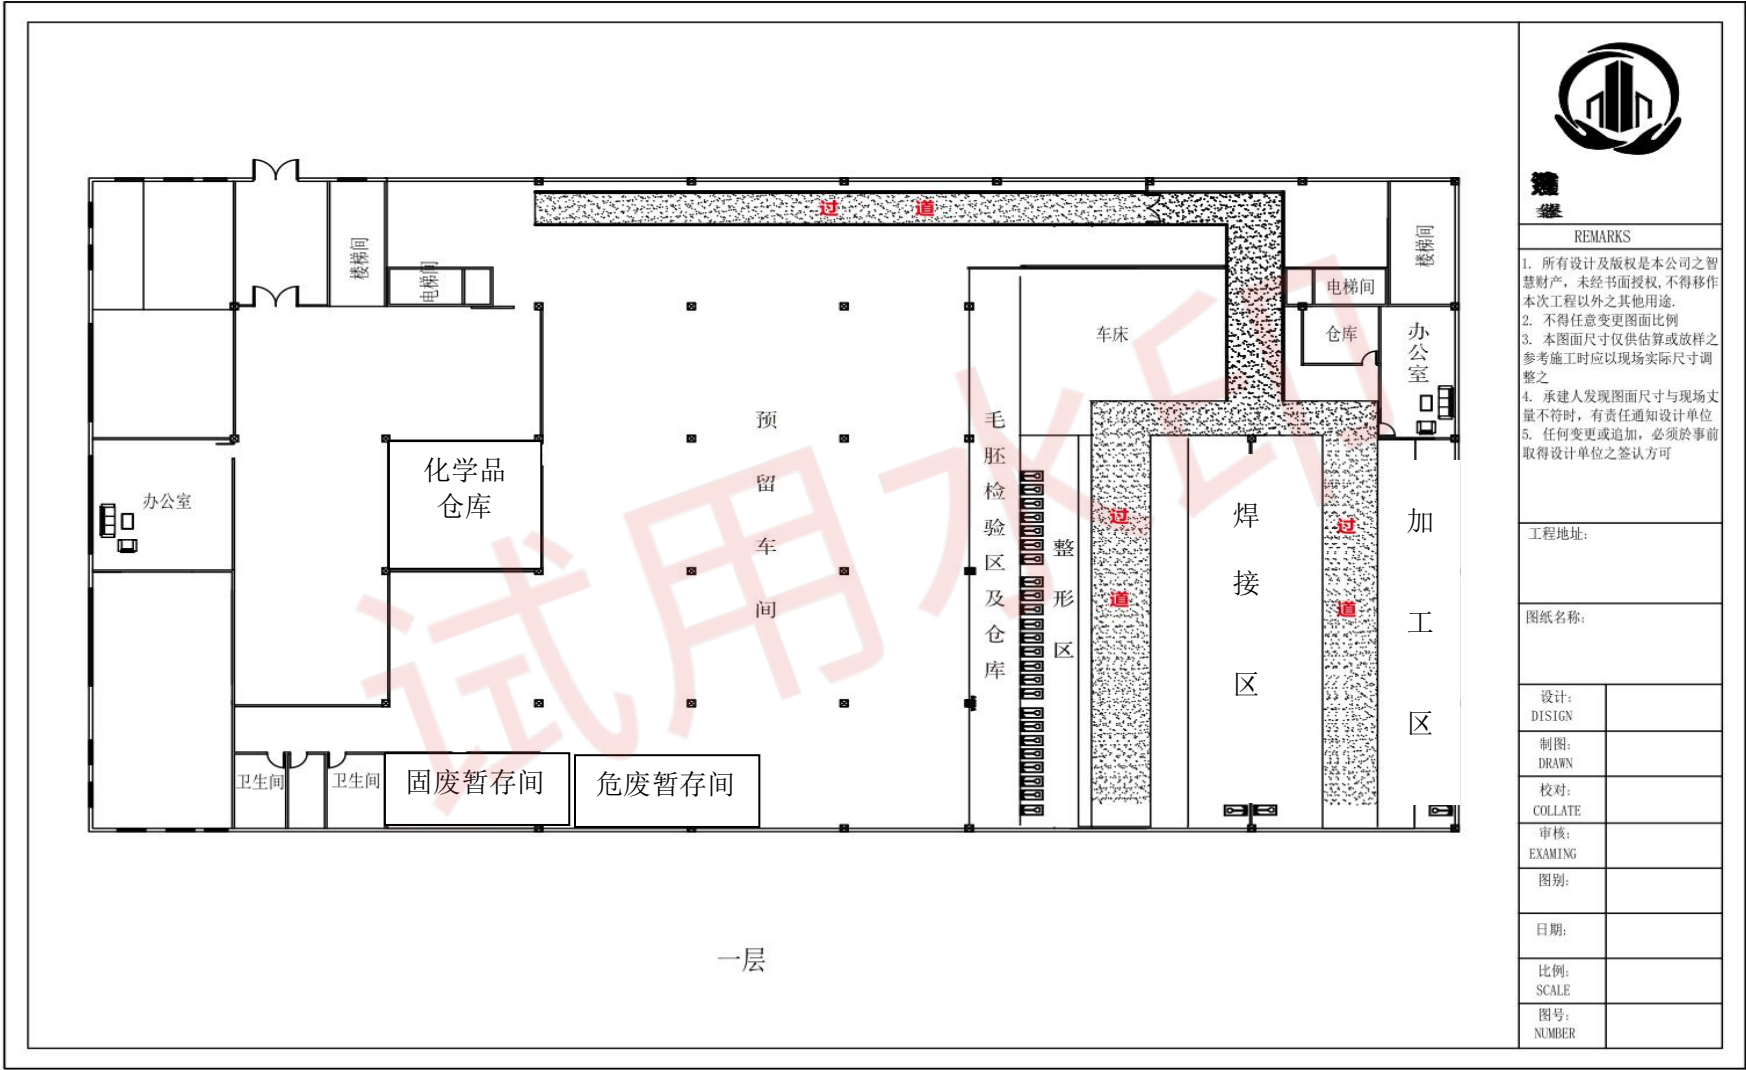 过 道
楼梯间
电梯间
楼梯间
电梯间
车床
仓库
办公室
预留车间
毛胚检验区及仓库
化学品
仓库
办公室
整形区
过道
焊接区
过道
加工区
卫生间
卫生间
固废暂存间
危废暂存间
一层
试用水印
REMARKS
1. 所有设计及版权是本公司之智
慧财产，未经书面授权,不得移作
本次工程以外之其他用途.
2. 不得任意变更图面比例
3. 本图面尺寸仅供估算或放样之
参考施工时应以现场实际尺寸调
整之
4. 承建人发现图面尺寸与现场丈
量不符时，有责任通知设计单位
5. 任何变更或追加，必须於事前
取得设计单位之签认方可
工程地址:
图纸名称:
设计:
DISIGN
制图:
DRAWN
校对:
COLLATE
审核:
EXAMING
图别:
日期:
比例:
SCALE
图号:
NUMBER